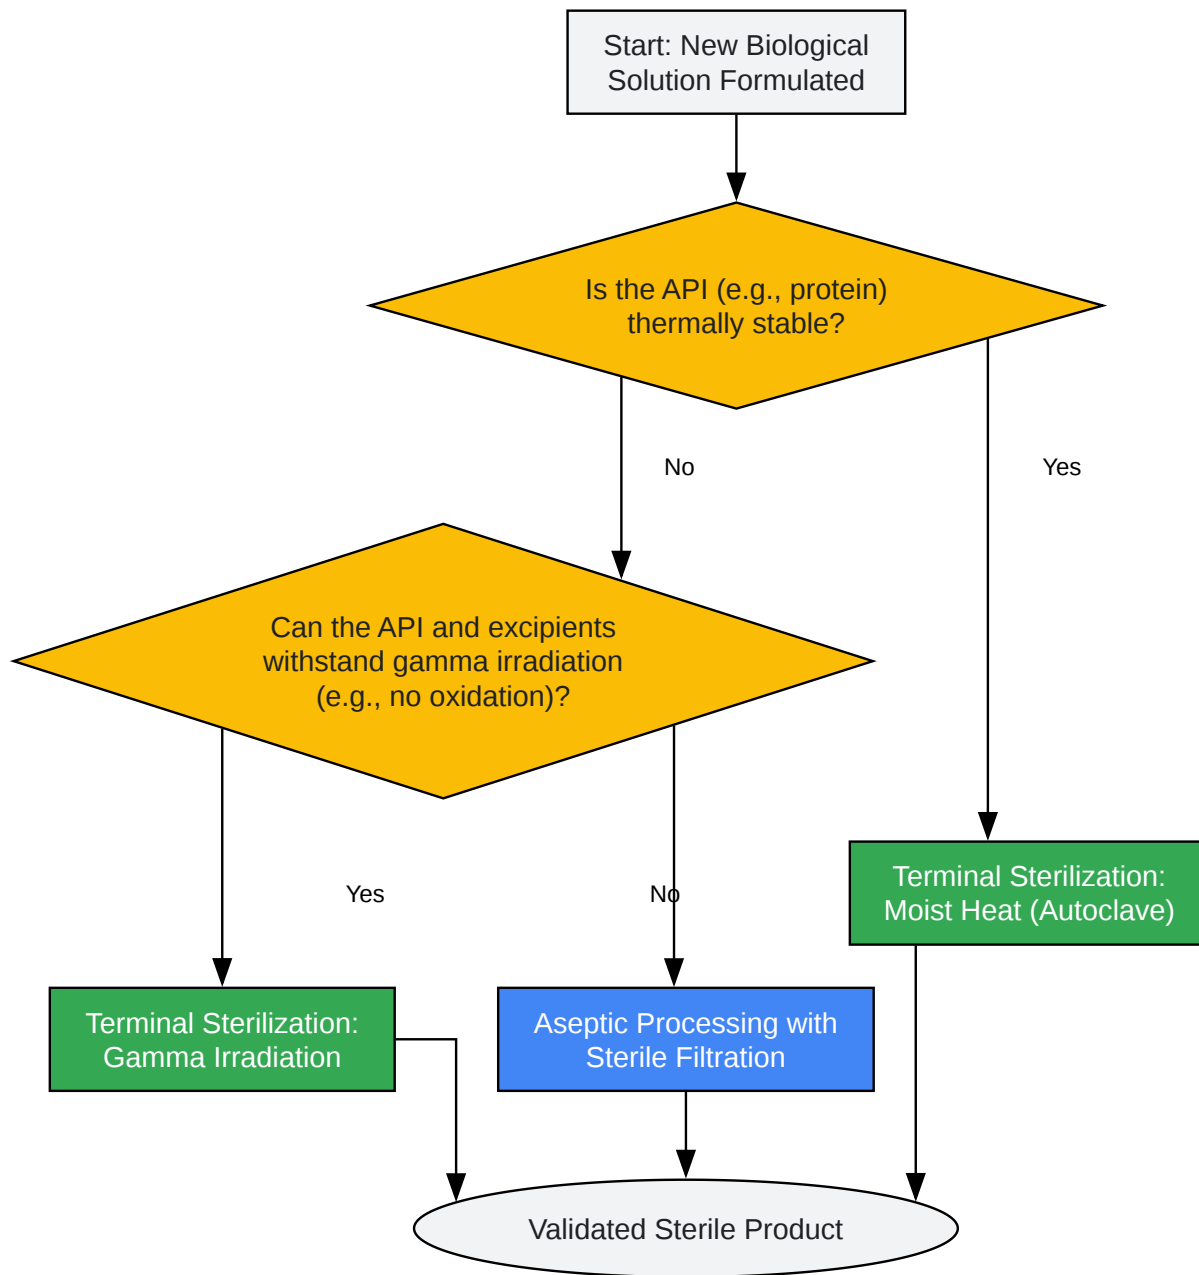 Start: New Biological
Solution Formulated
Is the API (e.g., protein)
thermally stable?
No
Yes
Can the API and excipients
withstand gamma irradiation
(e.g., no oxidation)?
Yes
No
Terminal Sterilization:
Moist Heat (Autoclave)
Terminal Sterilization:
Gamma Irradiation
Aseptic Processing with
Sterile Filtration
Validated Sterile Product